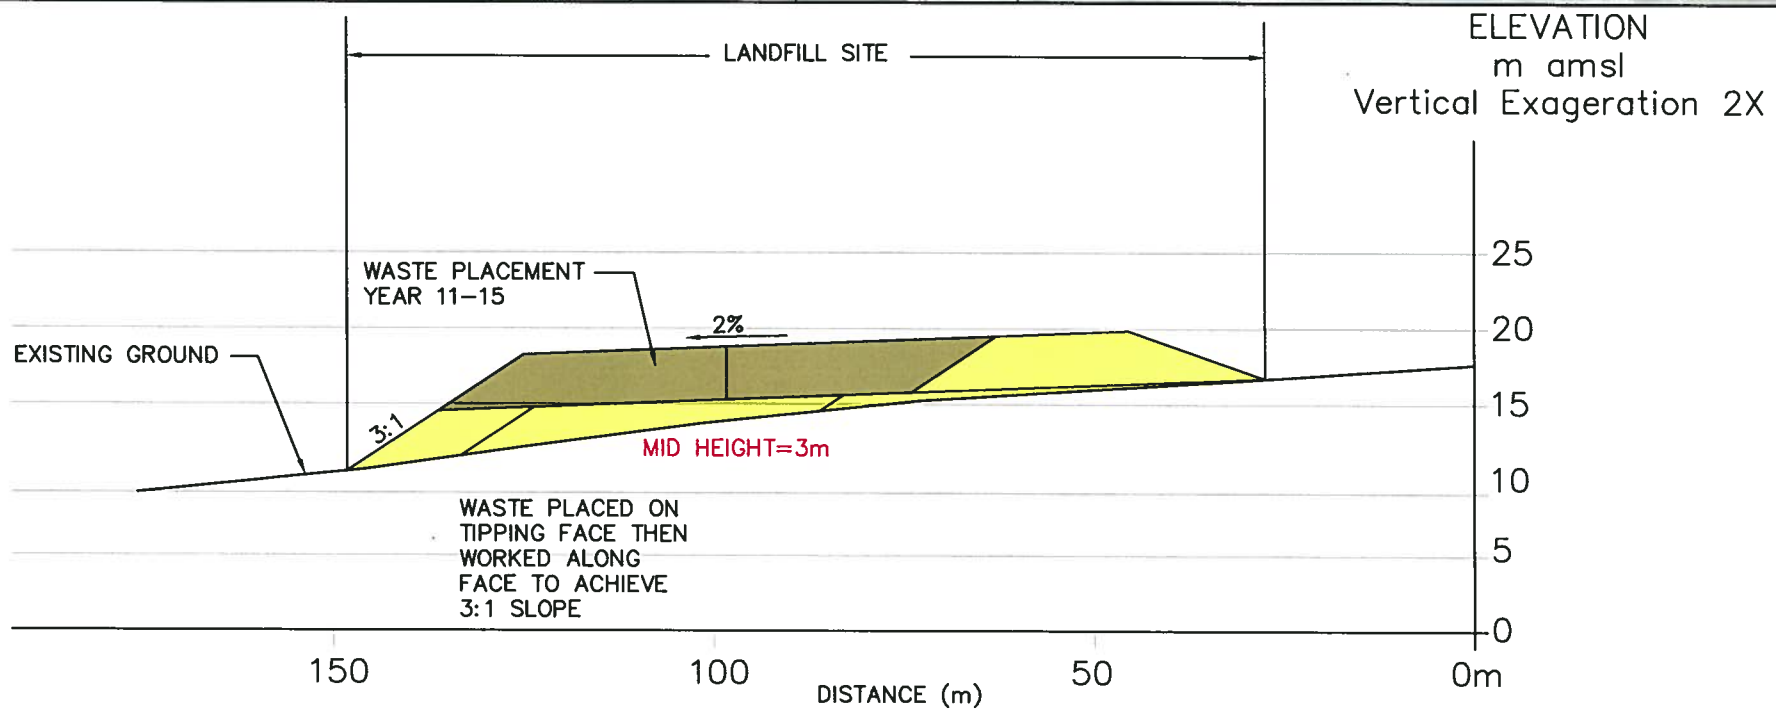 ELEVATION
m amsl
Vertical Exageration 2X
LANDFILL SITE
25
WASTE PLACEMENT
YEAR 11-15
2%
20
EXISTING GROUND
15
3:1
MID HEIGHT=3m
10
WASTE PLACED ON
TIPPING FACE THEN
WORKED ALONG
FACE TO ACHIEVE
3:1 SLOPE
5
0
150
100
50
0m
DISTANCE (m)